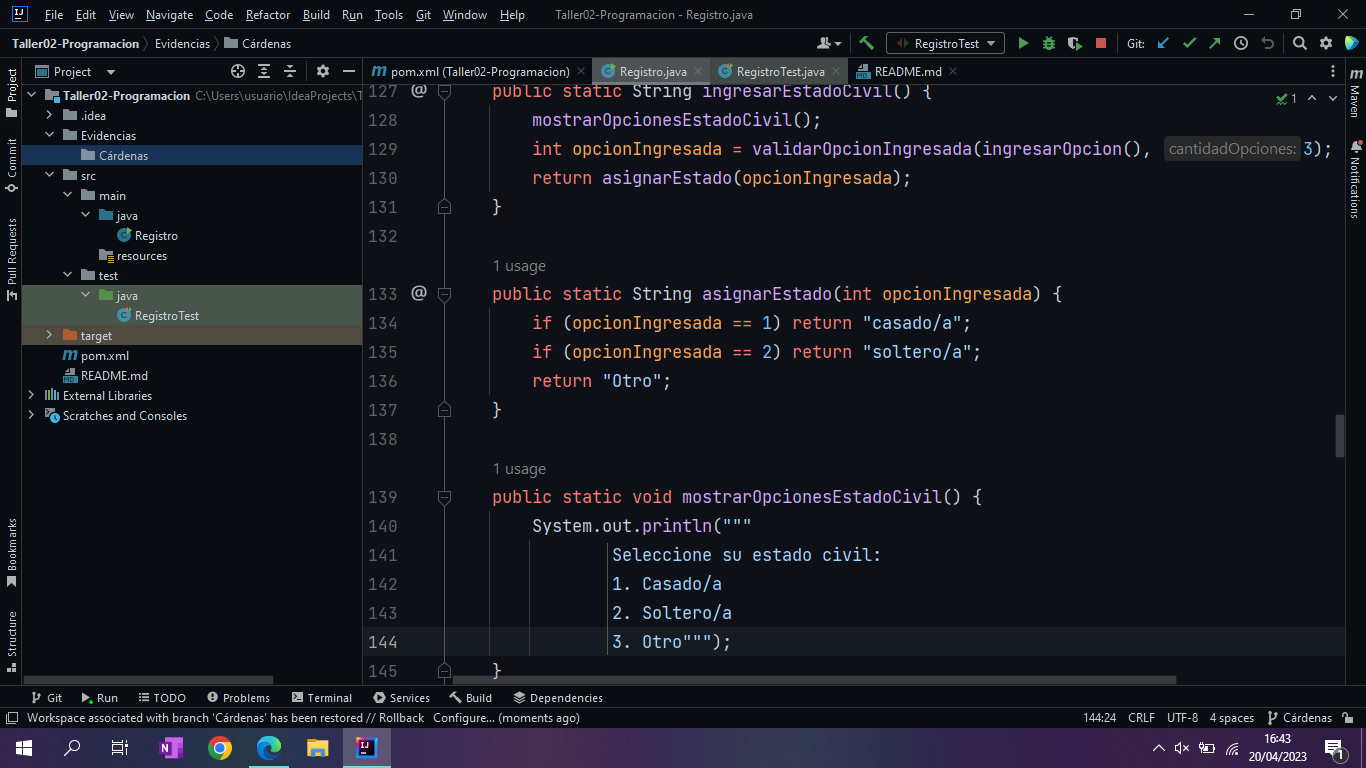 File Edit View Navigate Code Refactor Build Run Tools Git Window Help Taller02-Programacion - Registro.java
Taller02-Programacion Evidencias Cárdenas RegistroTest Git:
Project pom.xml (Taller02-Programacion) Registro.java RegistroTest.java README.md
Taller02-Programacion C:\Users\usuario\IdeaProjects\T
.idea
Evidencias
Cárdenas
src
main
java
Registro
resources
test
java
RegistroTest
target
pom.xml
README.md
External Libraries
Scratches and Consoles
Project
Commit
Pull Requests
Bookmarks
Structure
1
127 @ public static String ingresarEstadoCivil() {
128 mostrarOpcionesEstadoCivil();
129 int opcionIngresada = validarOpcionIngresada(ingresarOpcion(), cantidadOpciones: 3);
130 return asignarEstado(opcionIngresada);
131 }
132
1 usage
133 @ public static String asignarEstado(int opcionIngresada) {
134 if (opcionIngresada == 1) return "casado/a";
135 if (opcionIngresada == 2) return "soltero/a";
136 return "Otro";
137 }
138
1 usage
139 public static void mostrarOpcionesEstadoCivil() {
140 System.out.println("""
141 Seleccione su estado civil:
142 1. Casado/a
143 2. Soltero/a
144 3. Otro""");
145 }
Maven
Notifications
Git Run TODO Problems Terminal Services Build Dependencies
Workspace associated with branch 'Cárdenas' has been restored // Rollback Configure... (moments ago) 144:24 CRLF UTF-8 4 spaces Cárdenas
16:43
20/04/2023
1